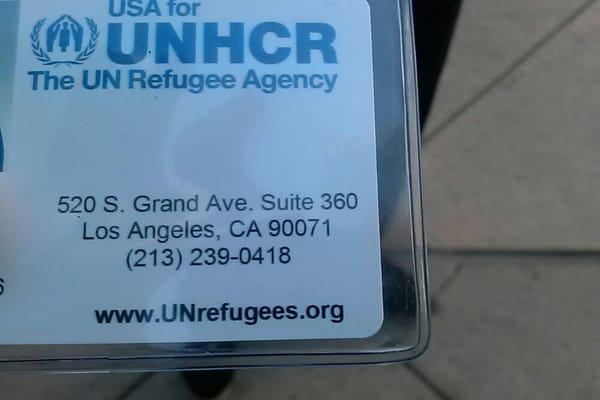 USA for
UNHCR
The UN Refugee Agency
520 S. Grand Ave. Suite 360
Los Angeles, CA 90071
(213) 239-0418
6
www.UNrefugees.org